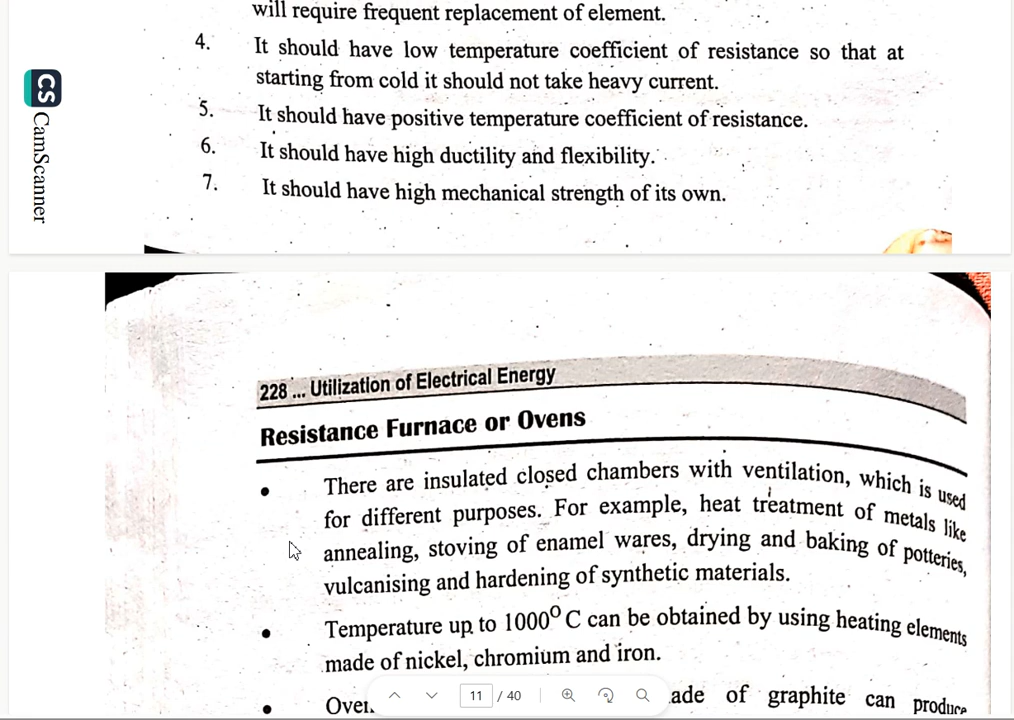 will require frequent replacement of element.
4. It should have low temperature coefficient of resistance so that at
starting from cold it should not take heavy current.
5. It should have positive temperature coefficient of resistance.
6. It should have high ductility and flexibility.
7. It should have high mechanical strength of its own.
CS CamScanner
228 ... Utilization of Electrical Energy
Resistance Furnace or Ovens
• There are insulated closed chambers with ventilation, which is used
for different purposes. For example, heat treatment of metals like
annealing, stoving of enamel wares, drying and baking of potteries,
vulcanising and hardening of synthetic materials.
• Temperature up to 1000⁰ C can be obtained by using heating elements
made of nickel, chromium and iron.
• of graphite can produce
11 / 40